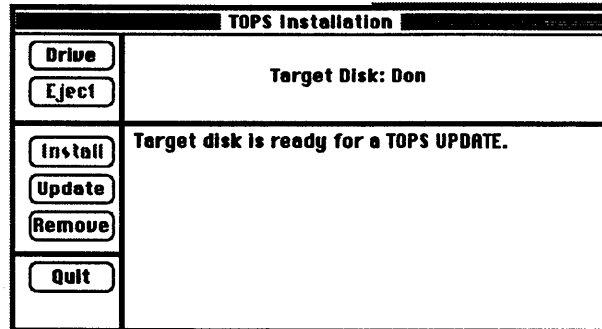 TOPS Installation
Drive
Eject
Target Disk: Don
Install
Update
Remove
Target disk is ready for a TOPS UPDATE.
Quit